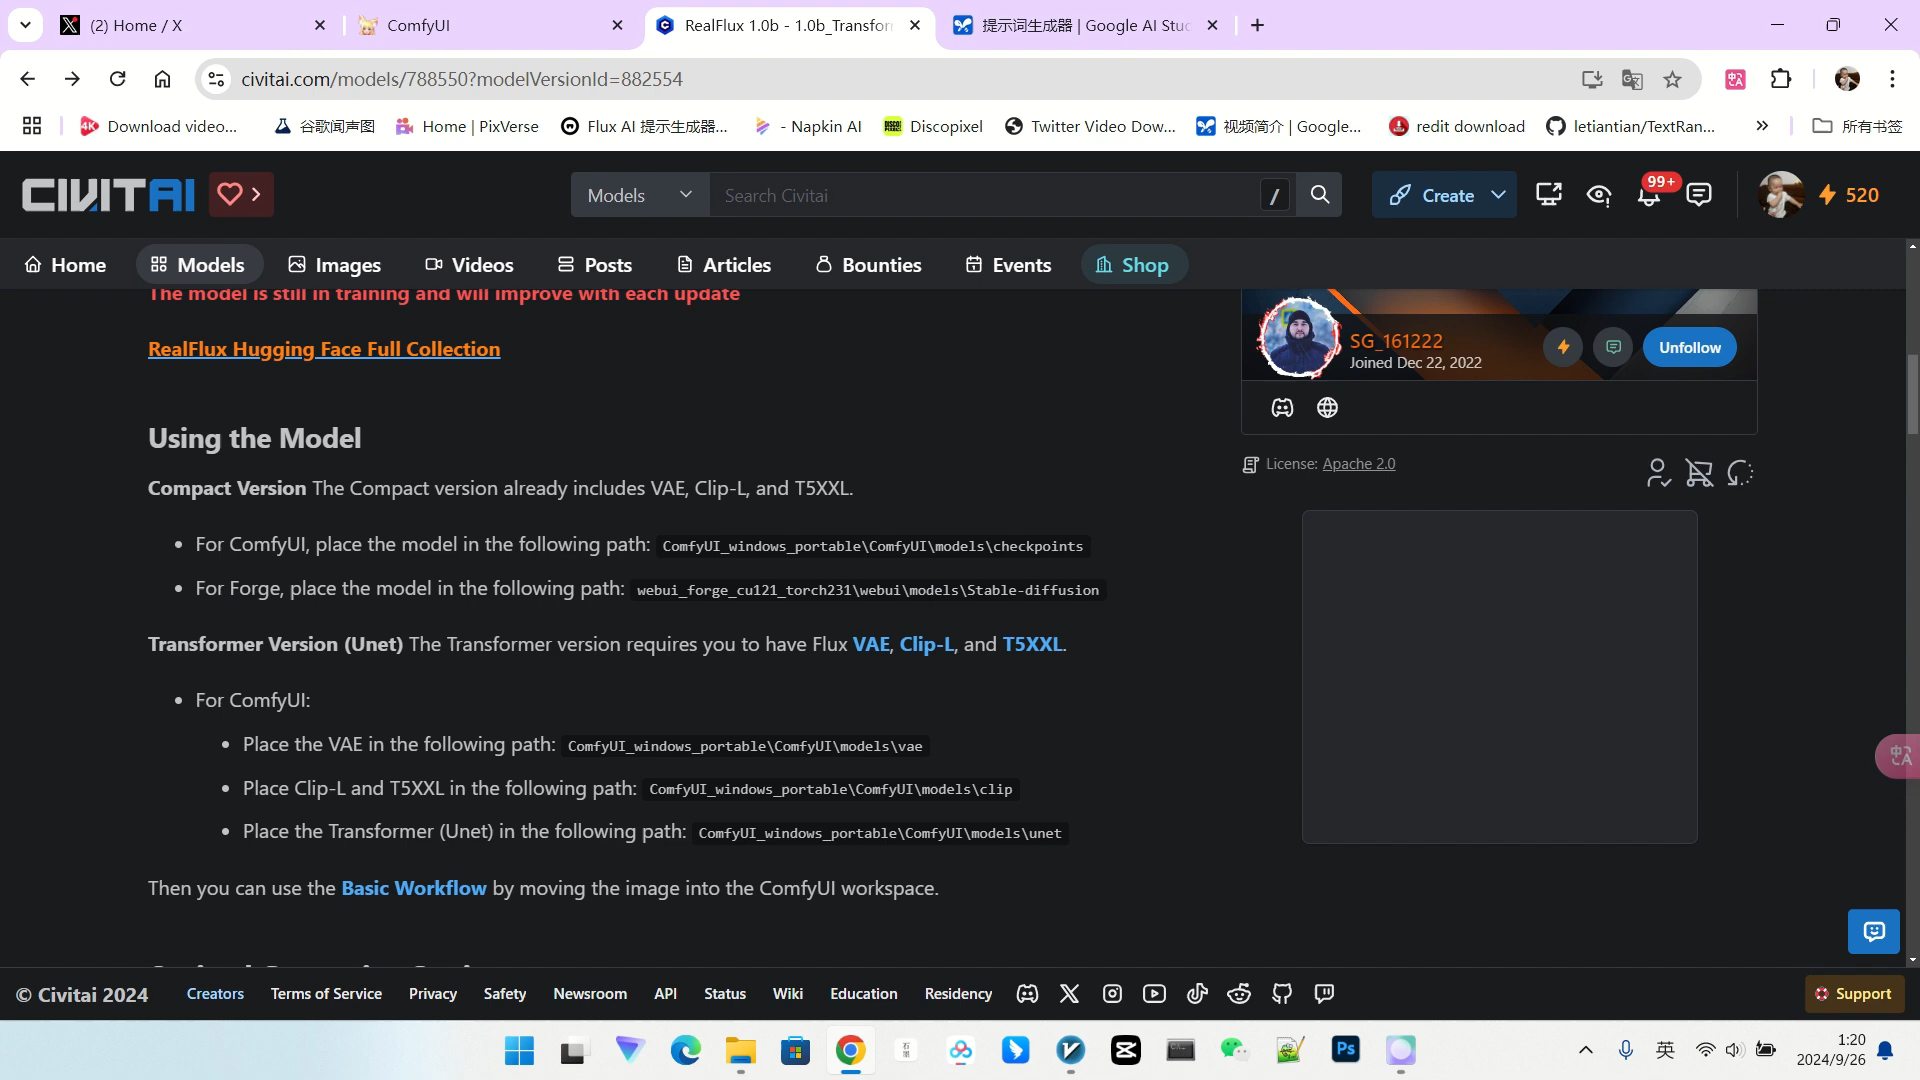 (2) Home / X
ComfyUI
RealFlux 1.0b - 1.0b_Transfor
提示词生成器 | Google AI Stud
civitai.com/models/788550?modelVersionId=882554
Download video...
谷歌闻声图
Home | PixVerse
Flux AI 提示生成器...
- Napkin AI
Discopixel
Twitter Video Dow...
视频简介 | Google...
redit download
letiantian/TextRan...
所有书签
CIVITAI
Models
Search Civitai
/
Create
99+
520
Home
Models
Images
Videos
Posts
Articles
Bounties
Events
Shop
The model is still in training and will improve with each update
RealFlux Hugging Face Full Collection
Using the Model
Compact Version The Compact version already includes VAE, Clip-L, and T5XXL.
• For ComfyUI, place the model in the following path: ComfyUI_windows_portable\ComfyUI\models\checkpoints
• For Forge, place the model in the following path: webui_forge_cu121_torch231\webui\models\Stable-diffusion
Transformer Version (Unet) The Transformer version requires you to have Flux VAE, Clip-L, and T5XXL.
• For ComfyUI:
• Place the VAE in the following path: ComfyUI_windows_portable\ComfyUI\models\vae
• Place Clip-L and T5XXL in the following path: ComfyUI_windows_portable\ComfyUI\models\clip
• Place the Transformer (Unet) in the following path: ComfyUI_windows_portable\ComfyUI\models\unet
Then you can use the Basic Workflow by moving the image into the ComfyUI workspace.
SG_161222
Joined Dec 22, 2022
Unfollow
License: Apache 2.0
© Civitai 2024
Creators
Terms of Service
Privacy
Safety
Newsroom
API
Status
Wiki
Education
Residency
Support
Ps
英
1:20
2024/9/26